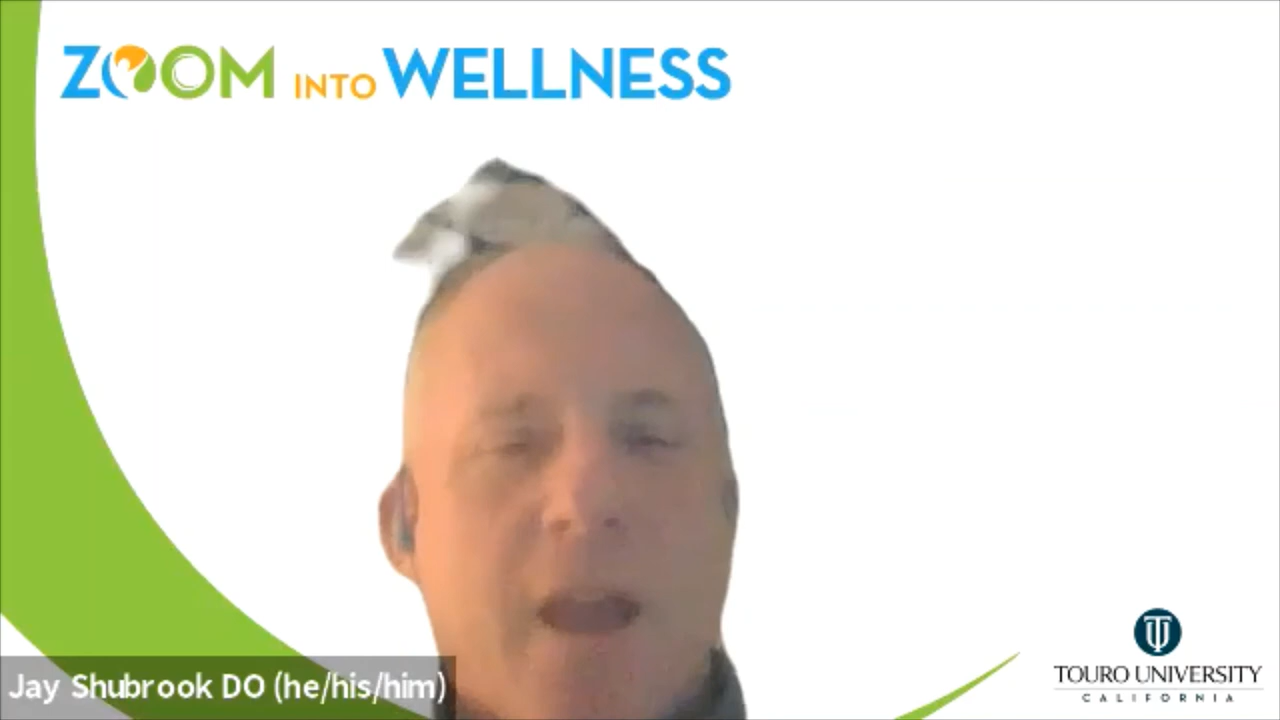 ZOOM INTO WELLNESS
Jay Shubrook DO (he/his/him)
TOURO UNIVERSITY
CALIFORNIA